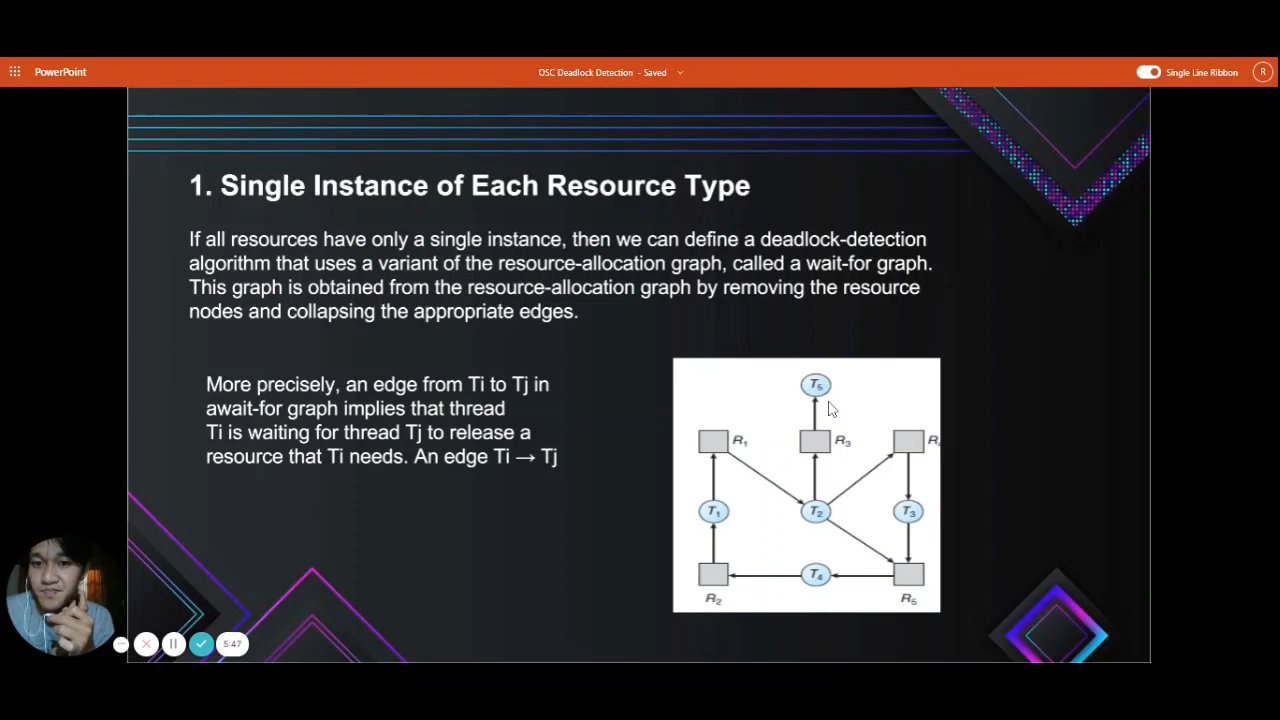 PowerPoint
OSC Deadlock Detection - Saved
Single Line Ribbon
R
1. Single Instance of Each Resource Type
If all resources have only a single instance, then we can define a deadlock-detection
algorithm that uses a variant of the resource-allocation graph, called a wait-for graph.
This graph is obtained from the resource-allocation graph by removing the resource
nodes and collapsing the appropriate edges.
More precisely, an edge from Ti to Tj in
await-for graph implies that thread
Ti is waiting for thread Tj to release a
resource that Ti needs. An edge Ti → Tj
T5
R1
R3
R4
T1
T2
T3
T4
R2
R5
5:47